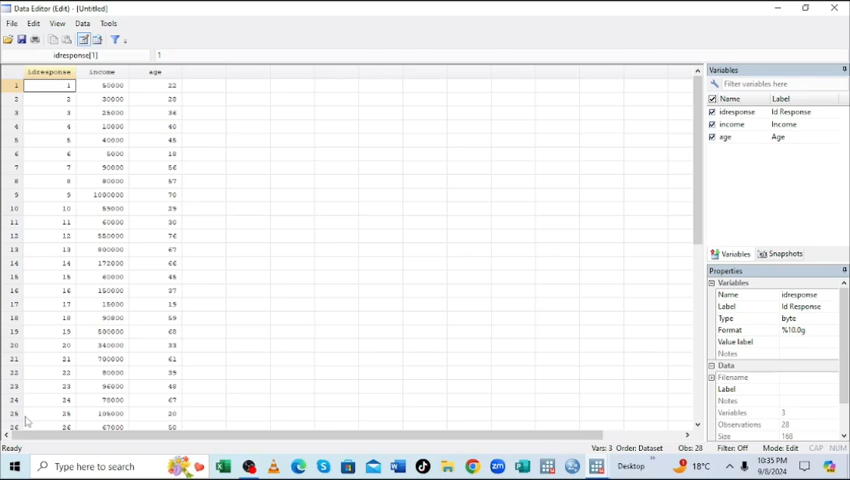 Data Editor (Edit) - [Untitled]
File Edit View Data Tools
idresponse[1] 1
idresponse income age
1 1 50000 22
2 2 30000 28
3 3 25000 36
4 4 10000 40
5 5 40000 45
6 6 5000 18
7 7 90000 56
8 8 80000 57
9 9 1000000 70
10 10 59000 29
11 11 60000 30
12 12 550000 76
13 13 800000 67
14 14 172000 66
15 15 60000 45
16 16 150000 37
17 17 15000 19
18 18 90800 59
19 19 500000 68
20 20 340000 33
21 21 700000 61
22 22 80000 39
23 23 96000 48
24 24 78000 67
25 25 105000 20
26 26 67000 50
Variables
Filter variables here
Name Label
idresponse Id Response
income Income
age Age
Variables Snapshots
Properties
Variables
Name idresponse
Label Id Response
Type byte
Format %10.0g
Value label
Notes
Data
Filename
Label
Notes
Variables 3
Observations 28
Size 168
Ready Vars: 3 Order: Dataset Obs: 28 Filter: Off Mode: Edit CAP NUM
Type here to search Desktop 18°C 10:35 PM
9/8/2024